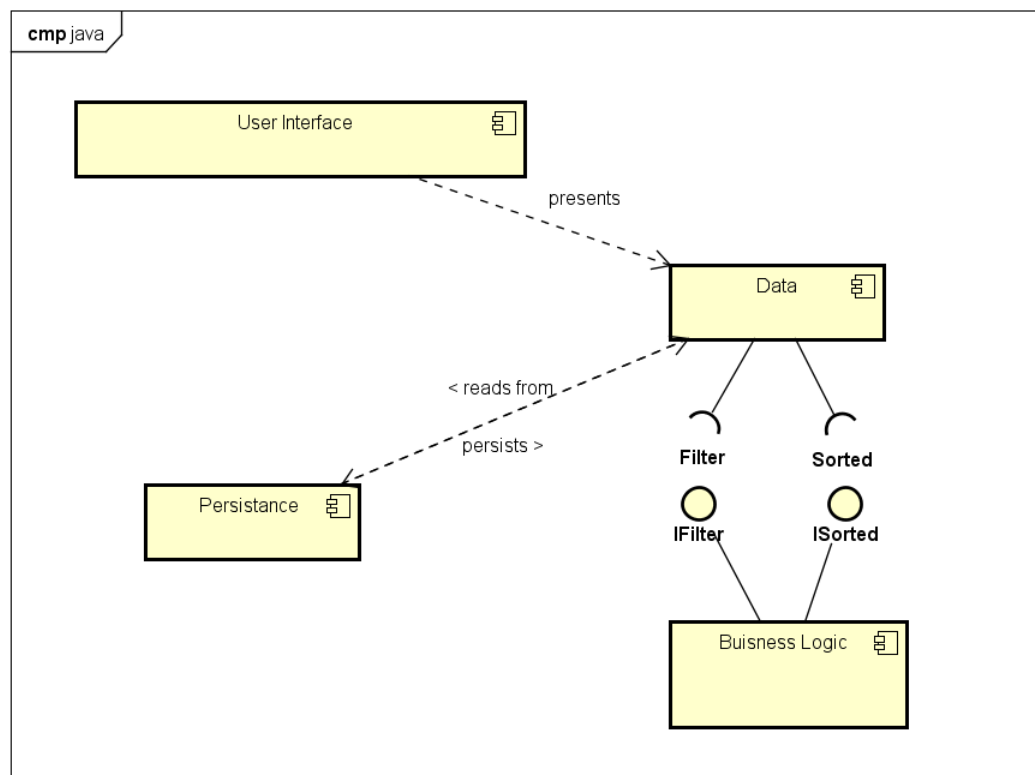 cmp java
User Interface
presents
Data
< reads from
persists >
Filter
Sorted
Persistance
IFilter
ISorted
Buisness Logic